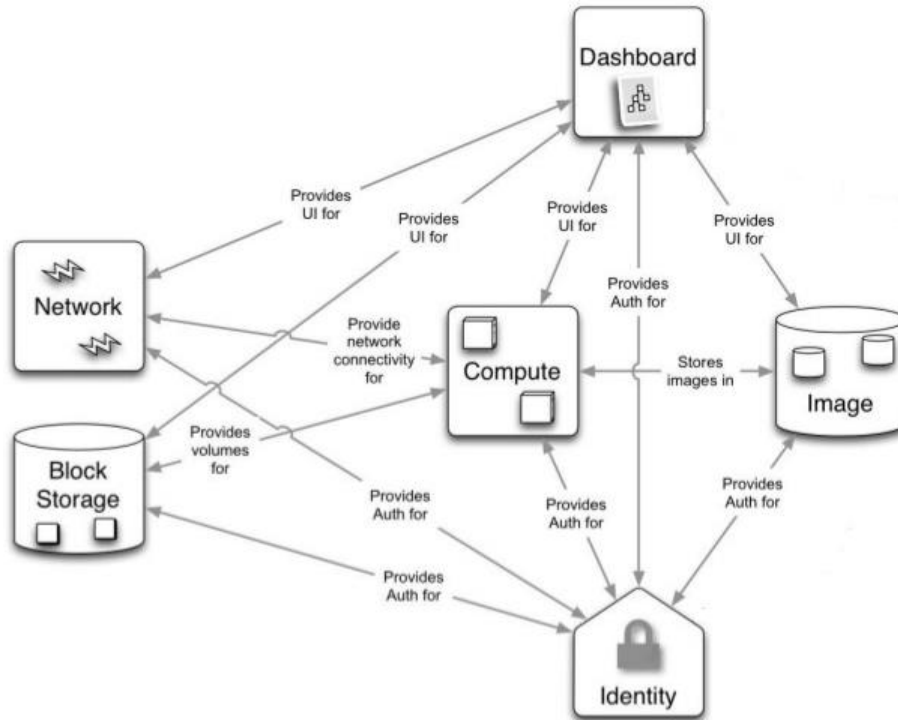 Dashboard
Provides
UI for
Provides
UI for
Provides
UI for
Provides
UI for
Network
Provides
Auth for
Provide
network
connectivity
for
Compute
Stores
images in
Image
Block
Storage
Provides
volumes
for
Provides
Auth for
Provides
Auth for
Provides
Auth for
Provides
Auth for
Identity